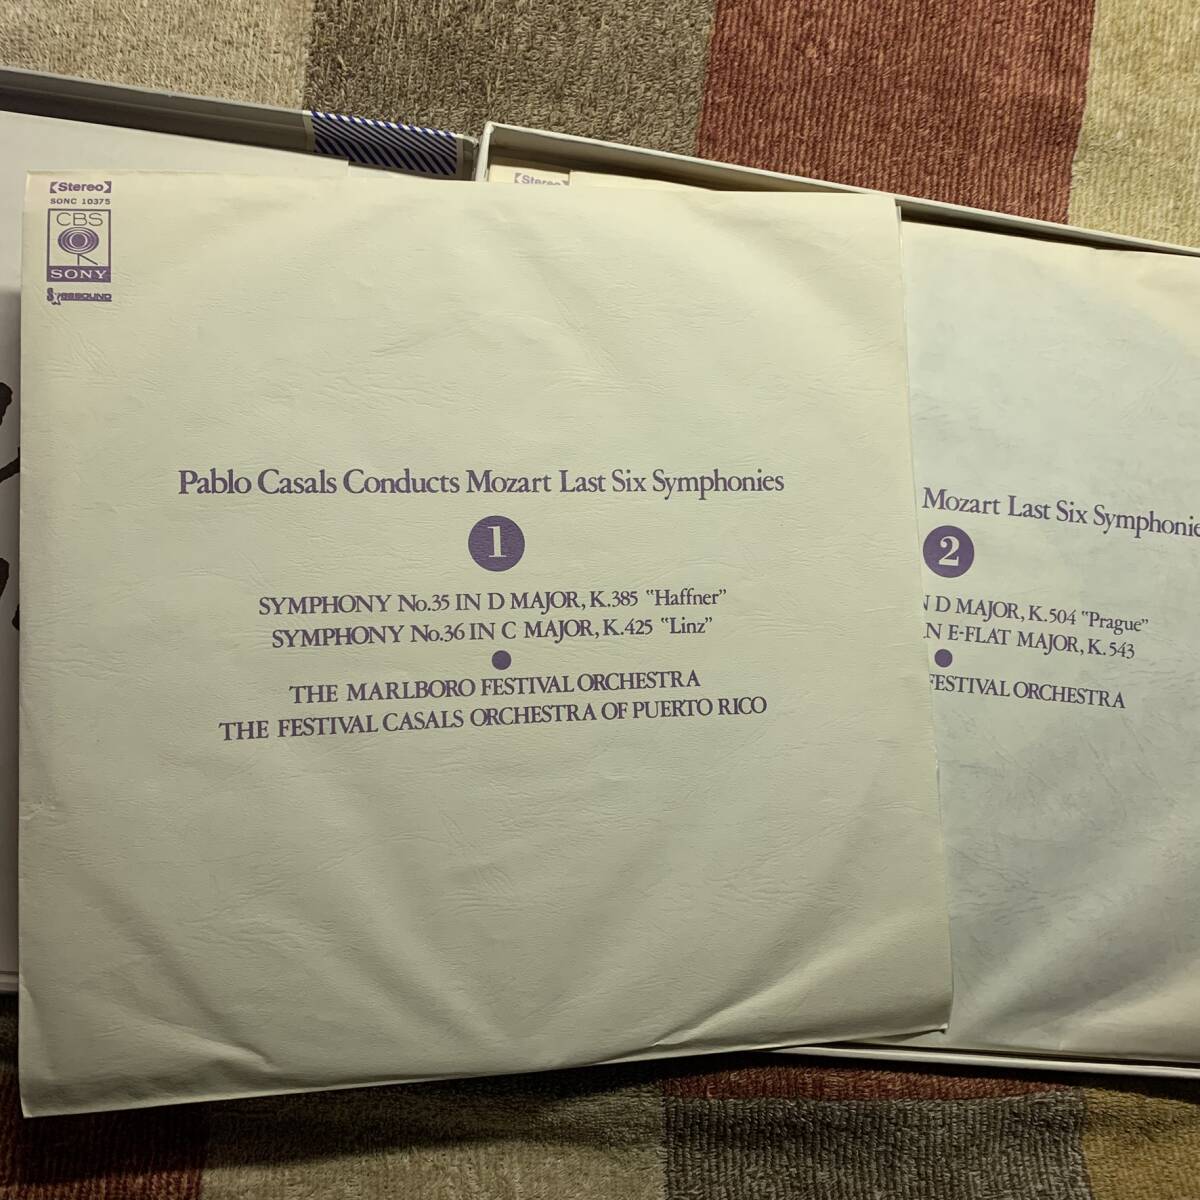 【Stereo】
SONC 10375
CBS
SONY
Pablo Casals Conducts Mozart Last Six Symphonies
1
SYMPHONY No.35 IN D MAJOR, K.385 "Haffner"
SYMPHONY No.36 IN C MAJOR, K.425 "Linz"
THE MARLBORO FESTIVAL ORCHESTRA
THE FESTIVAL CASALS ORCHESTRA OF PUERTO RICO
【Stereo
Mozart Last Six Symphonie
2
D MAJOR, K.504 "Prague"
E-FLAT MAJOR, K.543
FESTIVAL ORCHESTRA